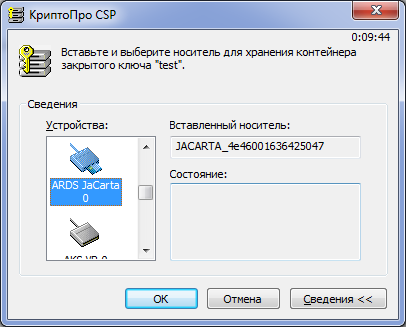 КриптоПро CSP
0:09:44
Вставьте и выберите носитель для хранения контейнера
закрытого ключа "test".
Сведения
Устройства:
Вставленный носитель:
ARDS JaCarta
0
JACARTA_4e46001636425047
Состояние:
AKS VR 0
OK
Отмена
Сведения <<